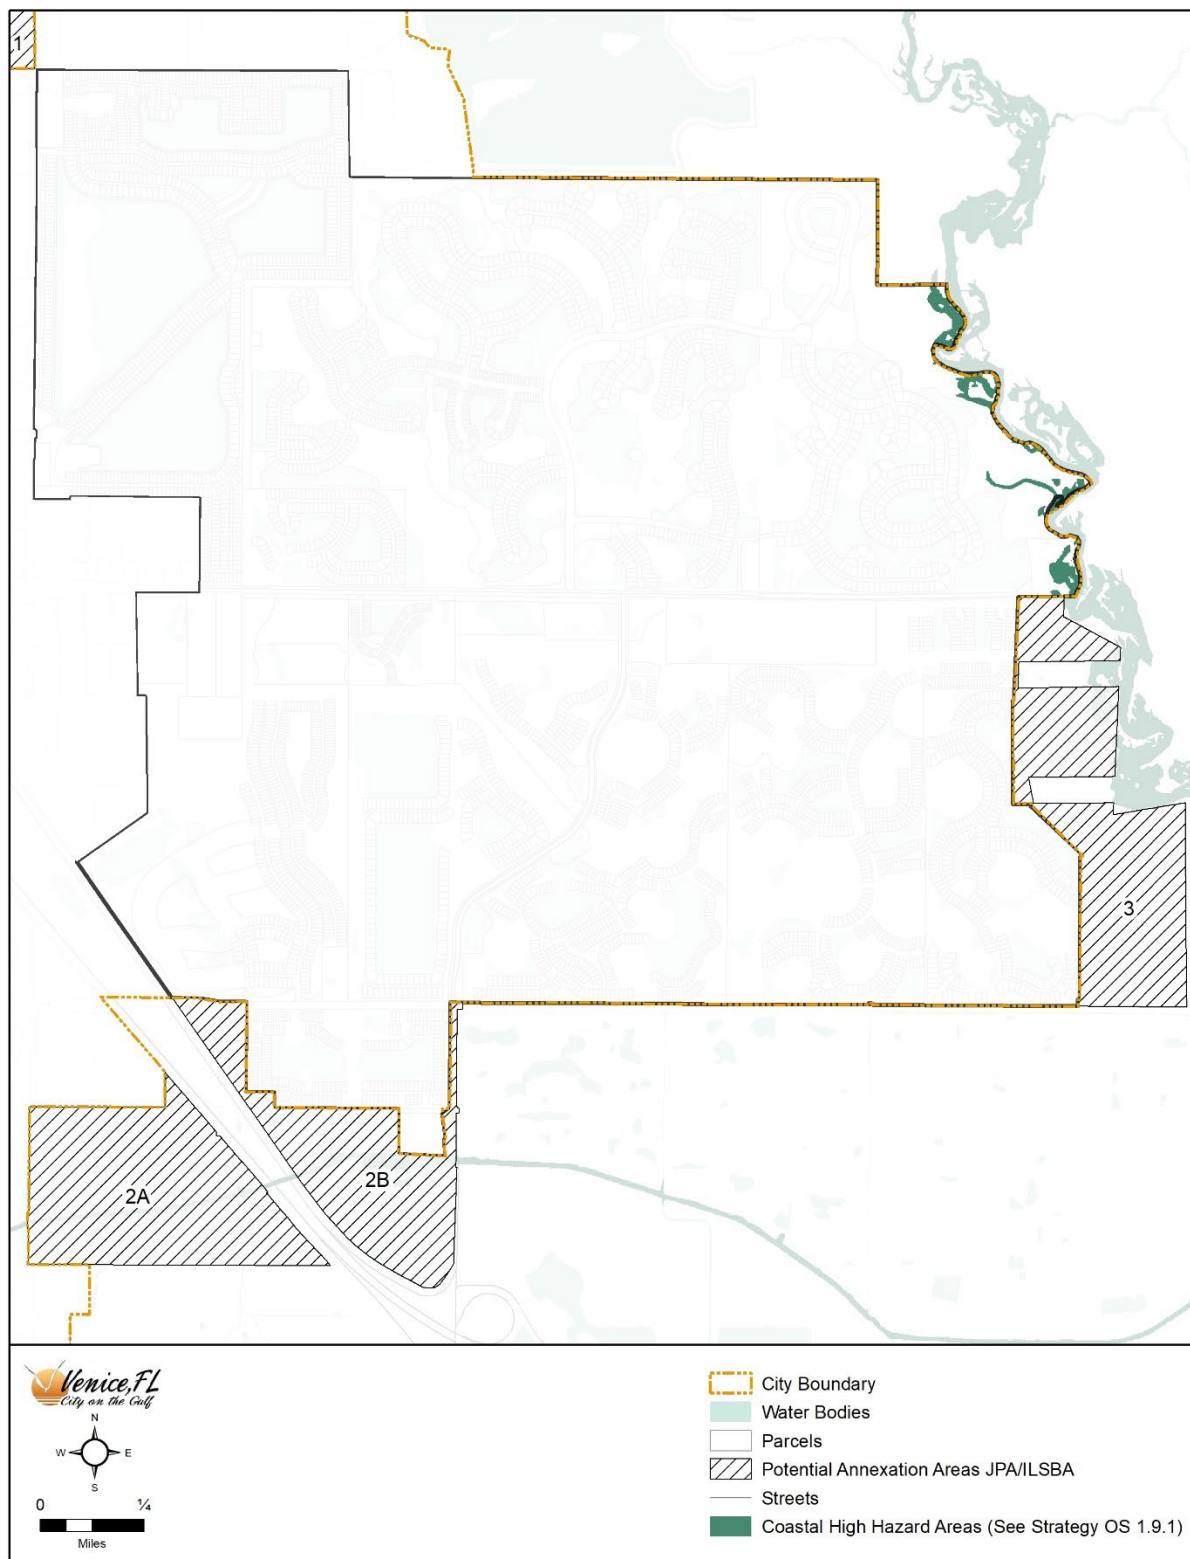 1
3
2A
2B
Venice, FL
City on the Gulf
N
W E
S
0 ¼
Miles
City Boundary
Water Bodies
Parcels
Potential Annexation Areas JPA/ILSBA
Streets
Coastal High Hazard Areas (See Strategy OS 1.9.1)